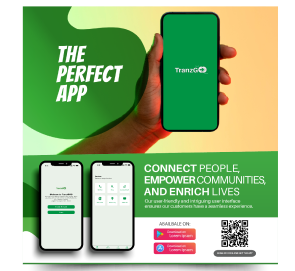 THE
PERFECT
APP
TranzGO
CONNECT PEOPLE,
EMPOWER COMMUNITIES,
AND ENRICH LIVES
Our user-friendly and intriguing user interface
ensures our customers have a seamless experience.
AVAILABLE ON: